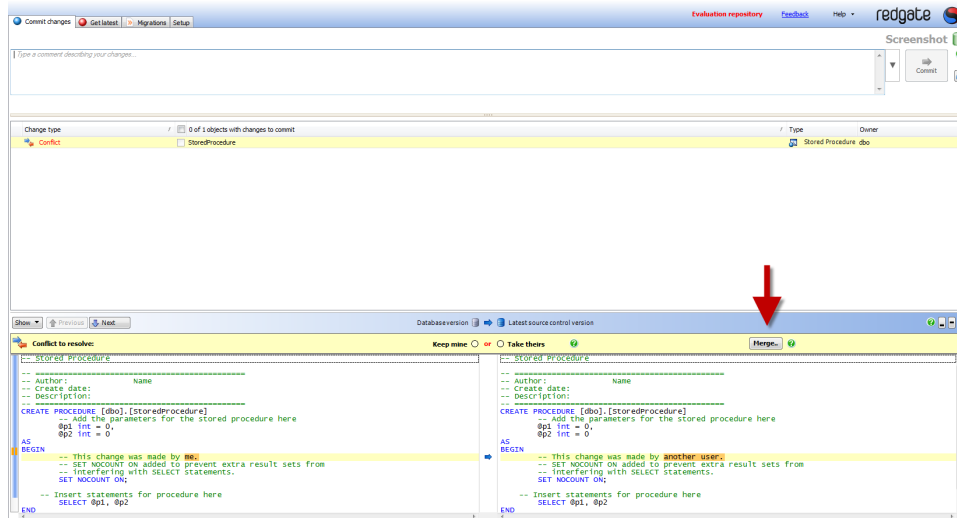 Evaluation repository Feedback Help redgate
Commit changes Get latest Migrations Setup
Screenshot
Type a comment describing your changes...
Commit
Change type / 0 of 1 objects with changes to commit / Type Owner
Conflict StoredProcedure Stored Procedure dbo
Show Previous Next Database version Latest source control version
Conflict to resolve: Keep mine or Take theirs Merge..
-- Stored Procedure -- Stored Procedure
-- ============================================= -- =============================================
-- Author: Name -- Author: Name
-- Create date: -- Create date:
-- Description: -- Description:
-- ============================================= -- =============================================
CREATE PROCEDURE [dbo].[StoredProcedure] CREATE PROCEDURE [dbo].[StoredProcedure]
-- Add the parameters for the stored procedure here -- Add the parameters for the stored procedure here
@p1 int = 0, @p1 int = 0,
@p2 int = 0 @p2 int = 0
AS AS
BEGIN BEGIN
-- This change was made by me. -- This change was made by another user.
-- SET NOCOUNT ON added to prevent extra result sets from -- SET NOCOUNT ON added to prevent extra result sets from
-- interfering with SELECT statements. -- interfering with SELECT statements.
SET NOCOUNT ON; SET NOCOUNT ON;
-- Insert statements for procedure here -- Insert statements for procedure here
SELECT @p1, @p2 SELECT @p1, @p2
END END